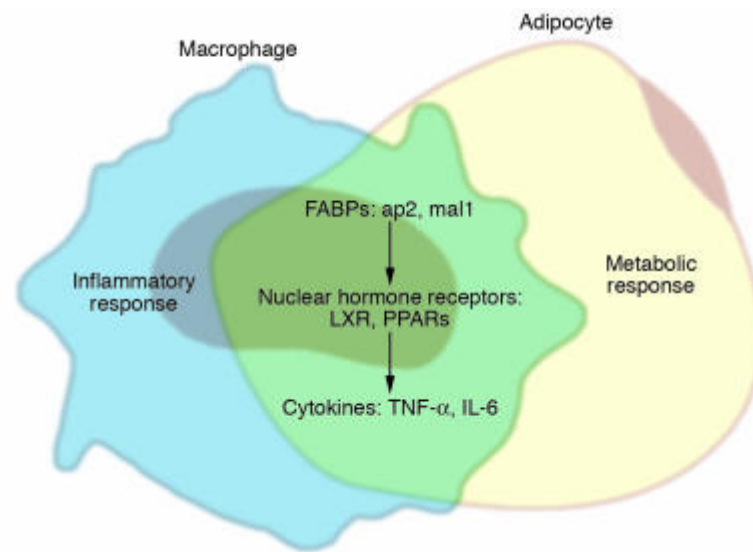 Adipocyte
Macrophage
FABPs: ap2, mal1
Inflammatory
response
Metabolic
response
Nuclear hormone receptors:
LXR, PPARs
Cytokines: TNF-α, IL-6